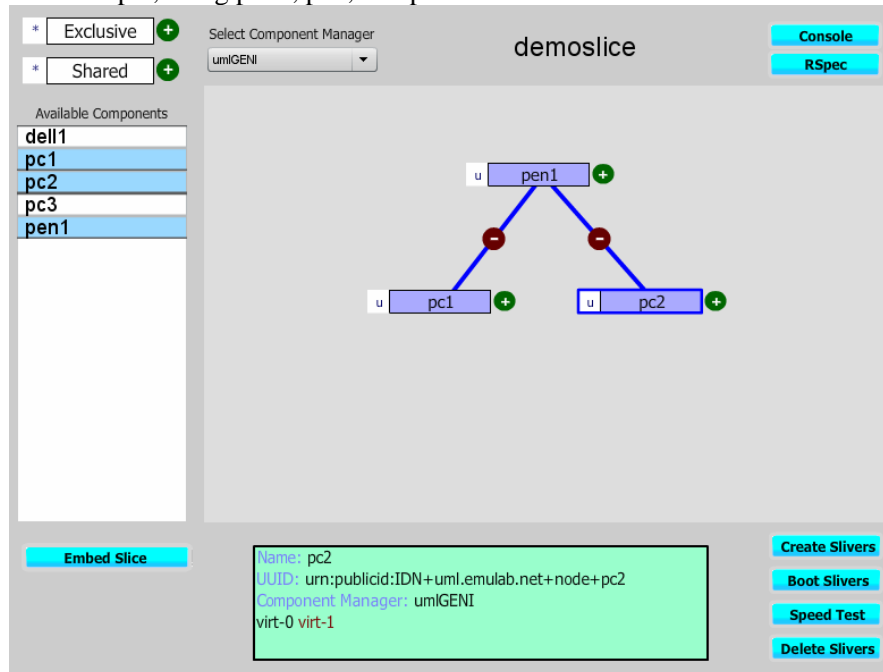 * Exclusive +
* Shared +
Select Component Manager
umlGENI
demoslice
Console
RSpec
Available Components
dell1
pc1
pc2
pc3
pen1
u pen1 +
- -
u pc1 +
u pc2 +
Embed Slice
Name: pc2
UUID: urn:publicid:IDN+uml.emulab.net+node+pc2
Component Manager: umlGENI
virt-0 virt-1
Create Slivers
Boot Slivers
Speed Test
Delete Slivers